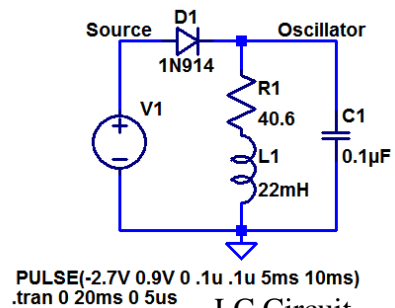 D1
Source
Oscillator
1N914
R1
V1
40.6
C1
L1
0.1µF
22mH
PULSE(-2.7V 0.9V 0 .1u .1u 5ms 10ms)
.tran 0 20ms 0 5us
LC Circuit